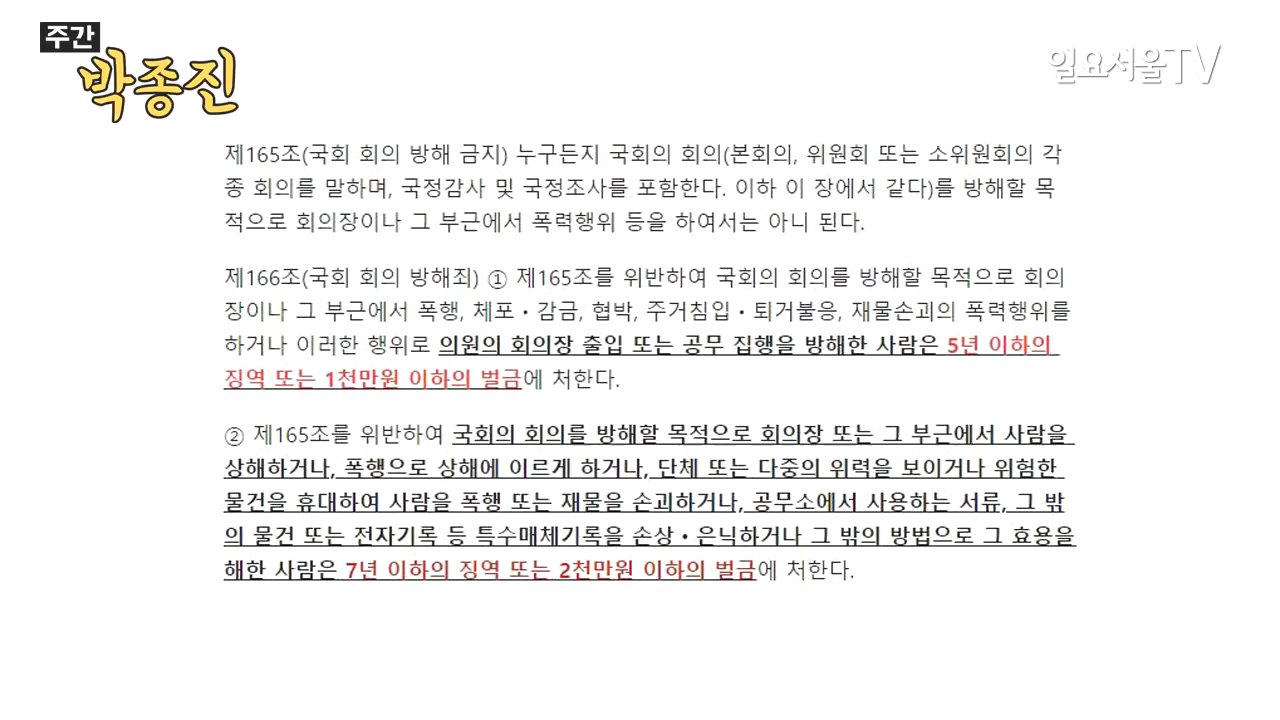 주간
박종진
일요서울TV
제165조(국회 회의 방해 금지) 누구든지 국회의 회의(본회의, 위원회 또는 소위원회의 각
종 회의를 말하며, 국정감사 및 국정조사를 포함한다. 이하 이 장에서 같다)를 방해할 목
적으로 회의장이나 그 부근에서 폭력행위 등을 하여서는 아니 된다.
제166조(국회 회의 방해죄) ① 제165조를 위반하여 국회의 회의를 방해할 목적으로 회의
장이나 그 부근에서 폭행, 체포·감금, 협박, 주거침입·퇴거불응, 재물손괴의 폭력행위를
하거나 이러한 행위로 의원의 회의장 출입 또는 공무 집행을 방해한 사람은 5년 이하의
징역 또는 1천만원 이하의 벌금에 처한다.
② 제165조를 위반하여 국회의 회의를 방해할 목적으로 회의장 또는 그 부근에서 사람을
상해하거나, 폭행으로 상해에 이르게 하거나, 단체 또는 다중의 위력을 보이거나 위험한
물건을 휴대하여 사람을 폭행 또는 재물을 손괴하거나, 공무소에서 사용하는 서류, 그 밖
의 물건 또는 전자기록 등 특수매체기록을 손상·은닉하거나 그 밖의 방법으로 그 효용을
해한 사람은 7년 이하의 징역 또는 2천만원 이하의 벌금에 처한다.